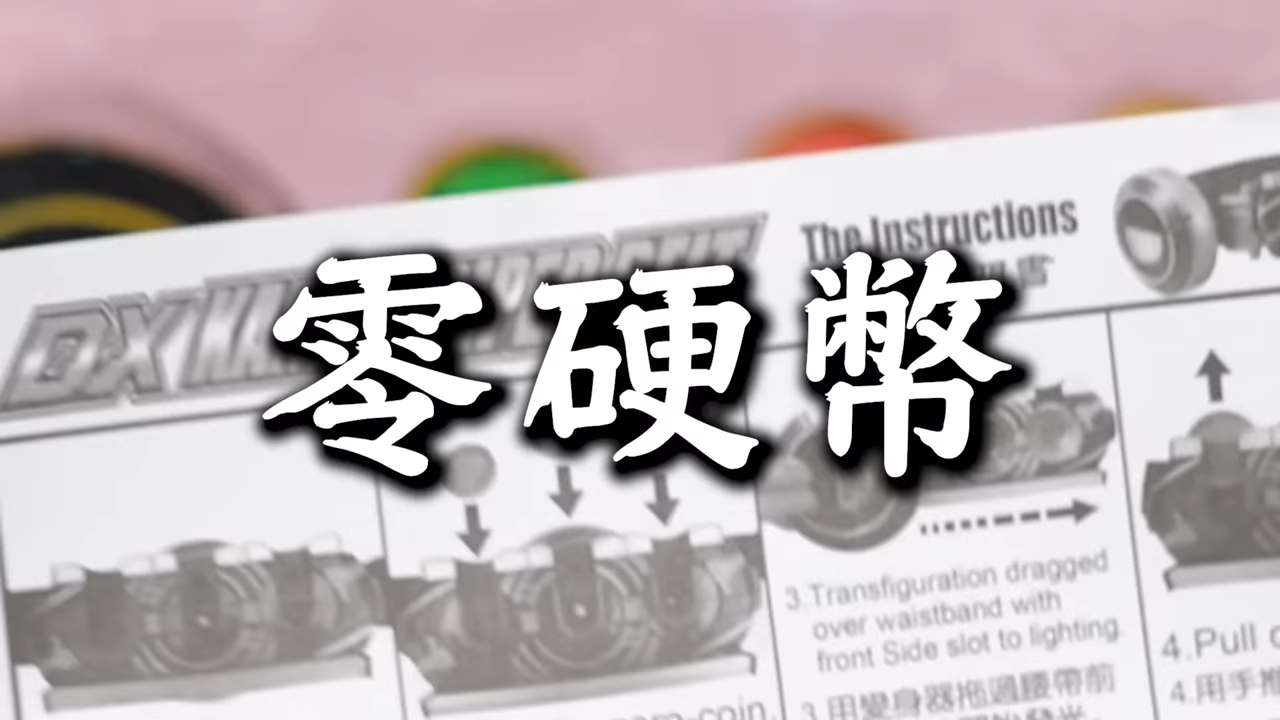 零硬幣
DX
The Instructions
3.Transfiguration dragged
over waistband with
front Side slot to lighting.
3.用變身器拖過腰帶前
4.Pull
4.用手推